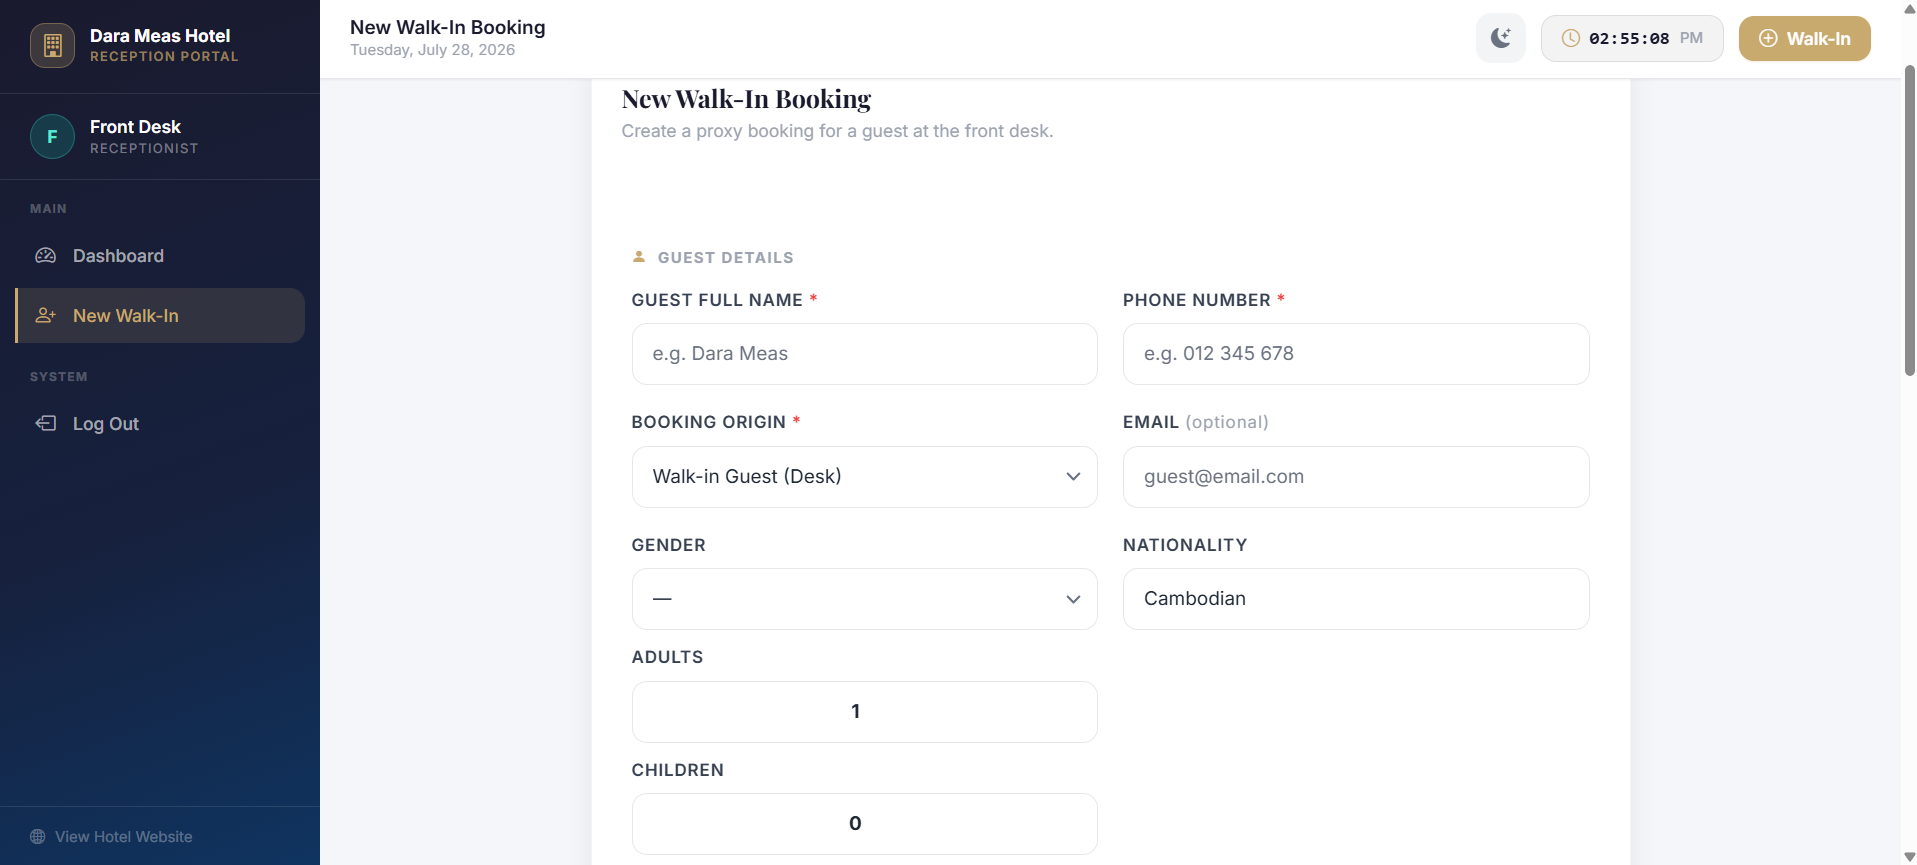 Dara Meas Hotel
RECEPTION PORTAL
F
Front Desk
RECEPTIONIST
MAIN
Dashboard
New Walk-In
SYSTEM
Log Out
View Hotel Website
New Walk-In Booking
Tuesday, July 28, 2026
02:55:08 PM
Walk-In
New Walk-In Booking
Create a proxy booking for a guest at the front desk.
GUEST DETAILS
GUEST FULL NAME *
e.g. Dara Meas
PHONE NUMBER *
e.g. 012 345 678
BOOKING ORIGIN *
Walk-in Guest (Desk)
EMAIL (optional)
guest@email.com
GENDER
—
NATIONALITY
Cambodian
ADULTS
1
CHILDREN
0